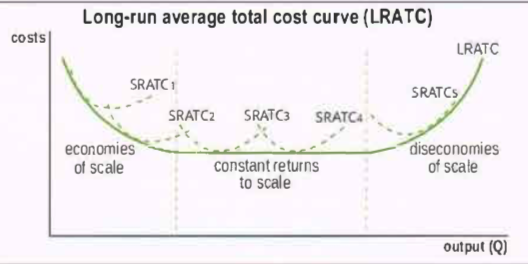 Long-run average total cost curve (LRATC)
costs
LRATC
SRATC1
SRATC2
SRATC3
SRATC4
SRATC5
economies
of scale
constant returns
to scale
diseconomies
of scale
output (Q)